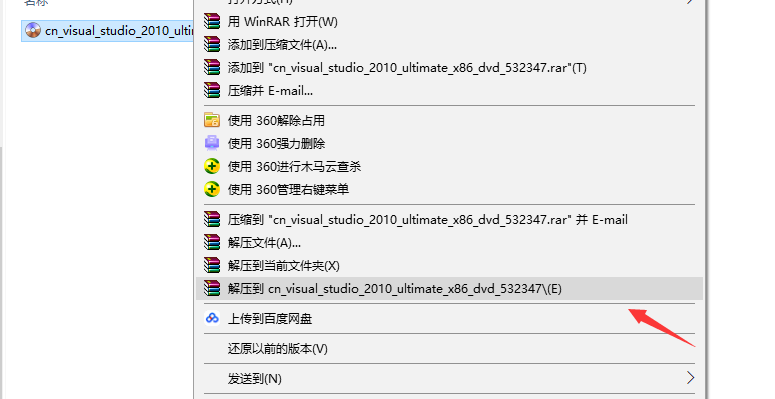 名称
打开方式(H)
cn_visual_studio_2010_ultim
用 WinRAR 打开(W)
添加到压缩文件(A)...
添加到 "cn_visual_studio_2010_ultimate_x86_dvd_532347.rar"(T)
压缩并 E-mail...
使用 360解除占用
使用 360强力删除
使用 360进行木马云查杀
使用 360管理右键菜单
压缩到 "cn_visual_studio_2010_ultimate_x86_dvd_532347.rar" 并 E-mail
解压文件(A)...
解压到当前文件夹(X)
解压到 cn_visual_studio_2010_ultimate_x86_dvd_532347\(E)
上传到百度网盘
还原以前的版本(V)
发送到(N)